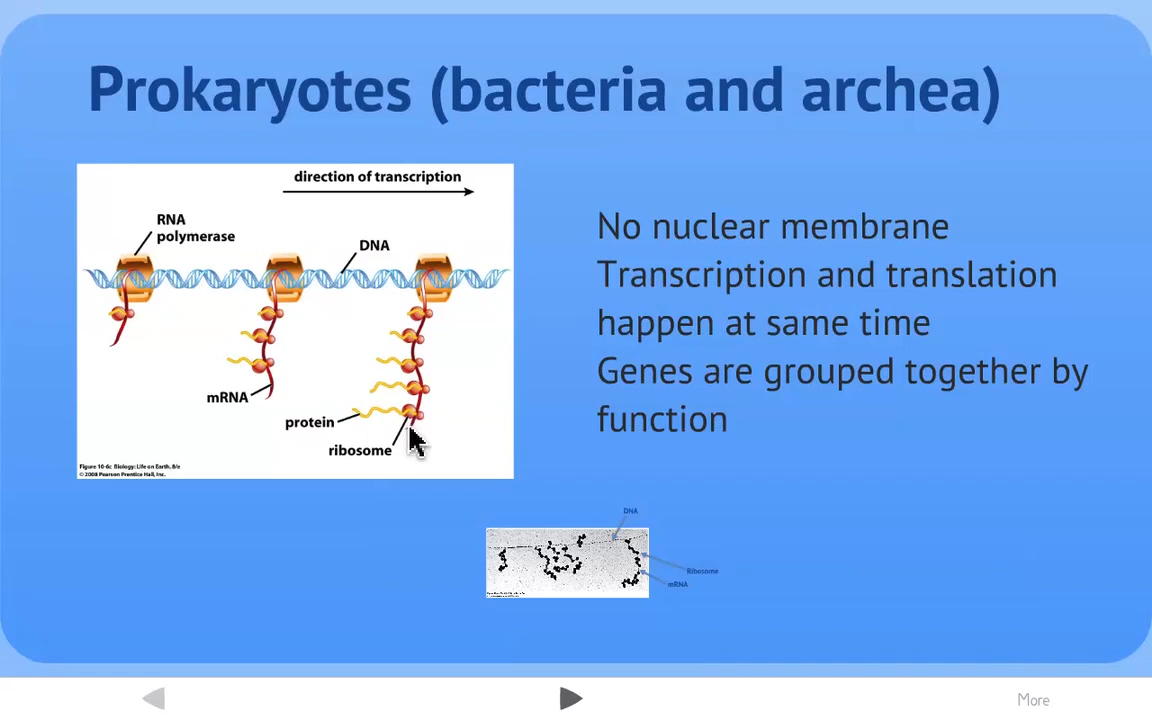 Prokaryotes (bacteria and archea)
direction of transcription
RNA
polymerase
DNA
mRNA
protein
ribosome
Figure 10-6c Biology: Life on Earth, 8/e
© 2008 Pearson Prentice Hall, Inc.
No nuclear membrane
Transcription and translation
happen at same time
Genes are grouped together by
function
DNA
Ribosome
mRNA
More